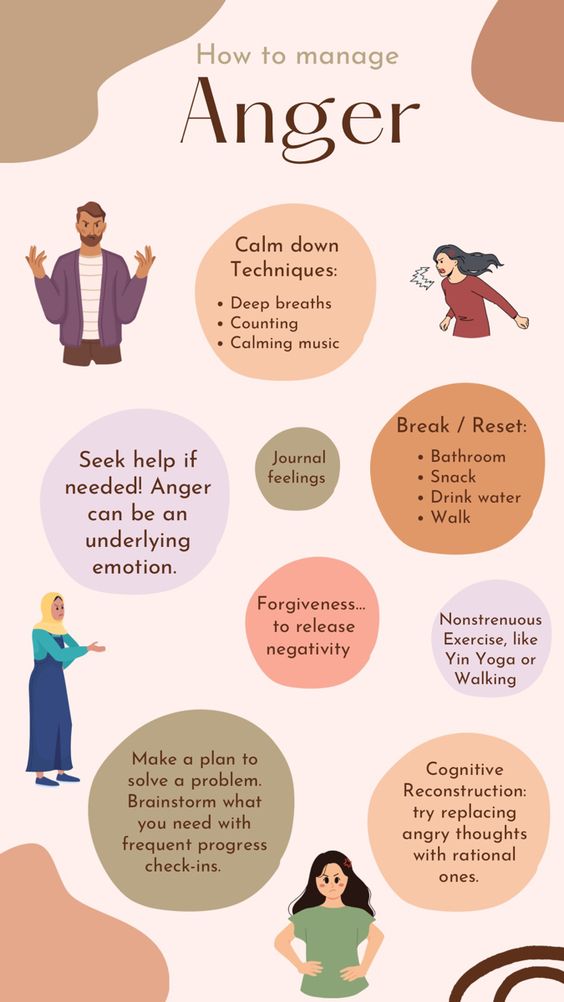 How to manage
Anger
Calm down
Techniques:
• Deep breaths
• Counting
• Calming music
Break / Reset:
• Bathroom
• Snack
• Drink water
• Walk
Seek help if
needed! Anger
can be an
underlying
emotion.
Journal
feelings
Forgiveness...
to release
negativity
Nonstrenuous
Exercise, like
Yin Yoga or
Walking
Make a plan to
solve a problem.
Brainstorm what
you need with
frequent progress
check-ins.
Cognitive
Reconstruction:
try replacing
angry thoughts
with rational
ones.